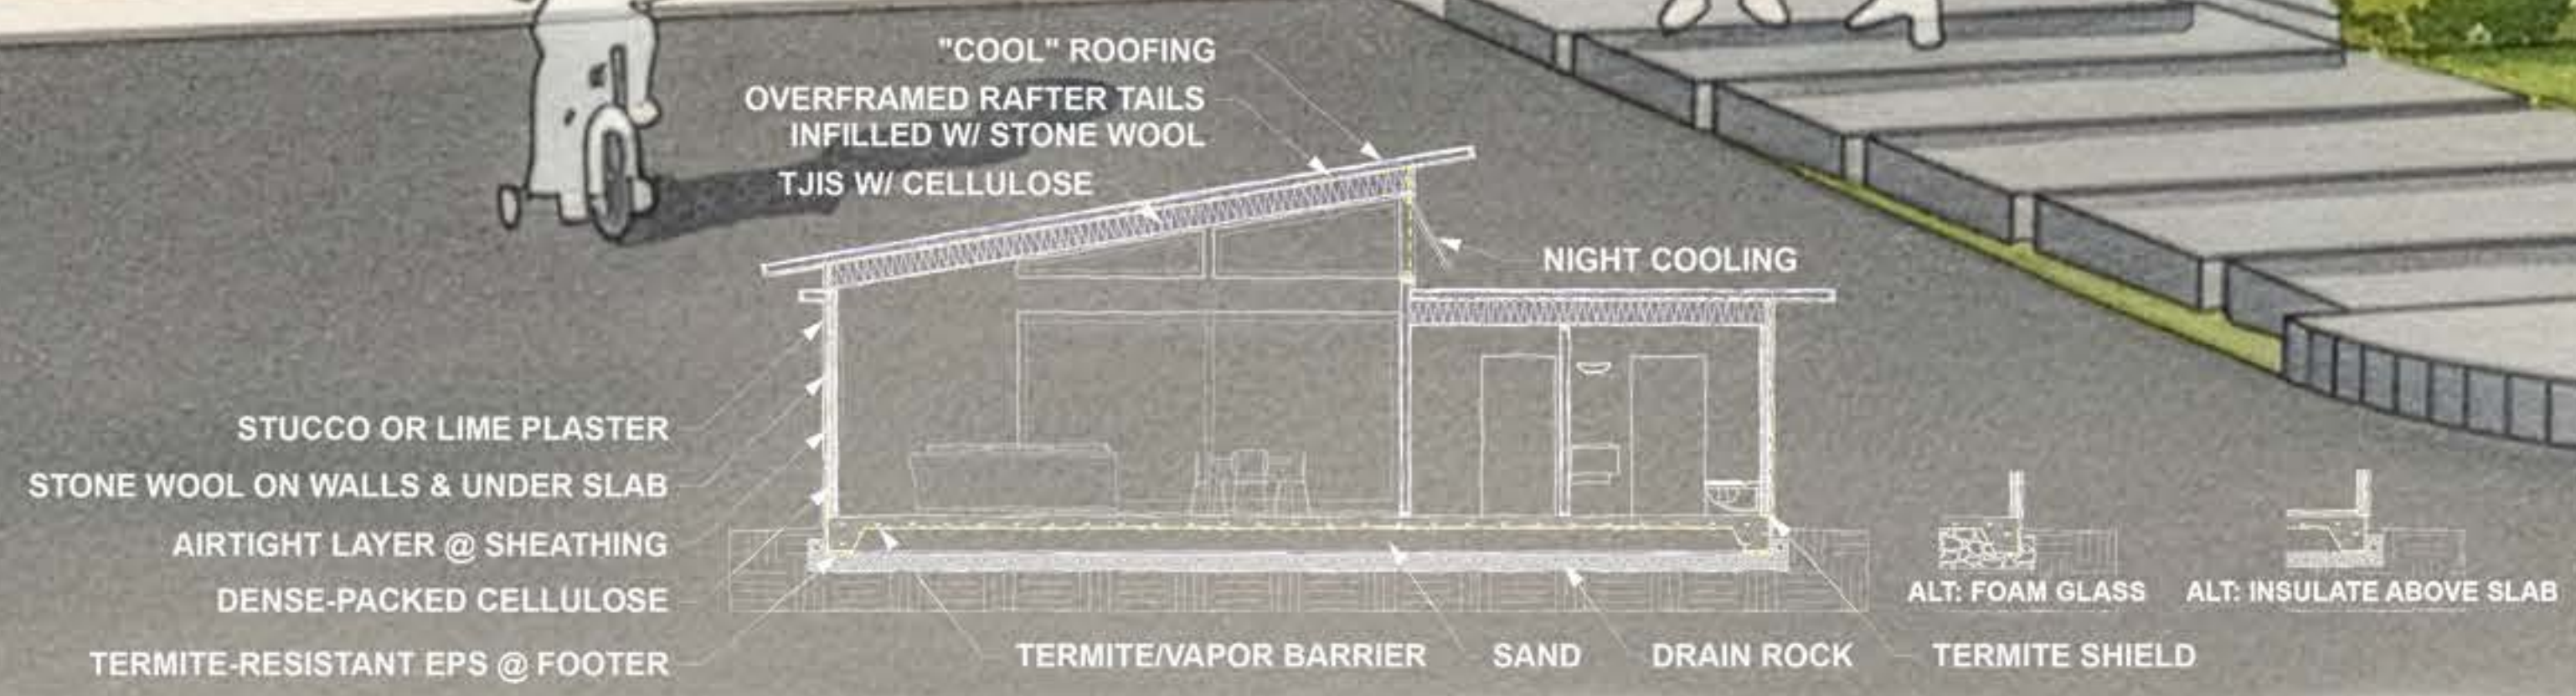 "COOL" ROOFING
OVERFRAMED RAFTER TAILS
INFILLED W/ STONE WOOL
TJIS W/ CELLULOSE
NIGHT COOLING
STUCCO OR LIME PLASTER
STONE WOOL ON WALLS & UNDER SLAB
AIRTIGHT LAYER @ SHEATHING
DENSE-PACKED CELLULOSE
TERMITE-RESISTANT EPS @ FOOTER
TERMITE/VAPOR BARRIER
SAND
DRAIN ROCK
TERMITE SHIELD
ALT: FOAM GLASS
ALT: INSULATE ABOVE SLAB